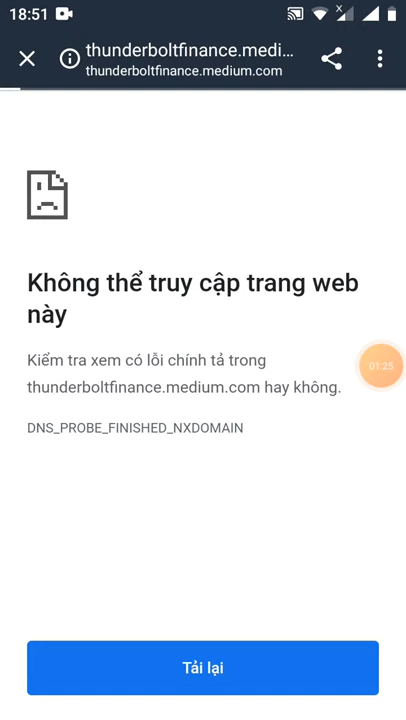 18:51
thunderboltfinance.medi...
thunderboltfinance.medium.com
Không thể truy cập trang web
này
Kiểm tra xem có lỗi chính tả trong
thunderboltfinance.medium.com hay không.
01:25
DNS_PROBE_FINISHED_NXDOMAIN
Tải lại